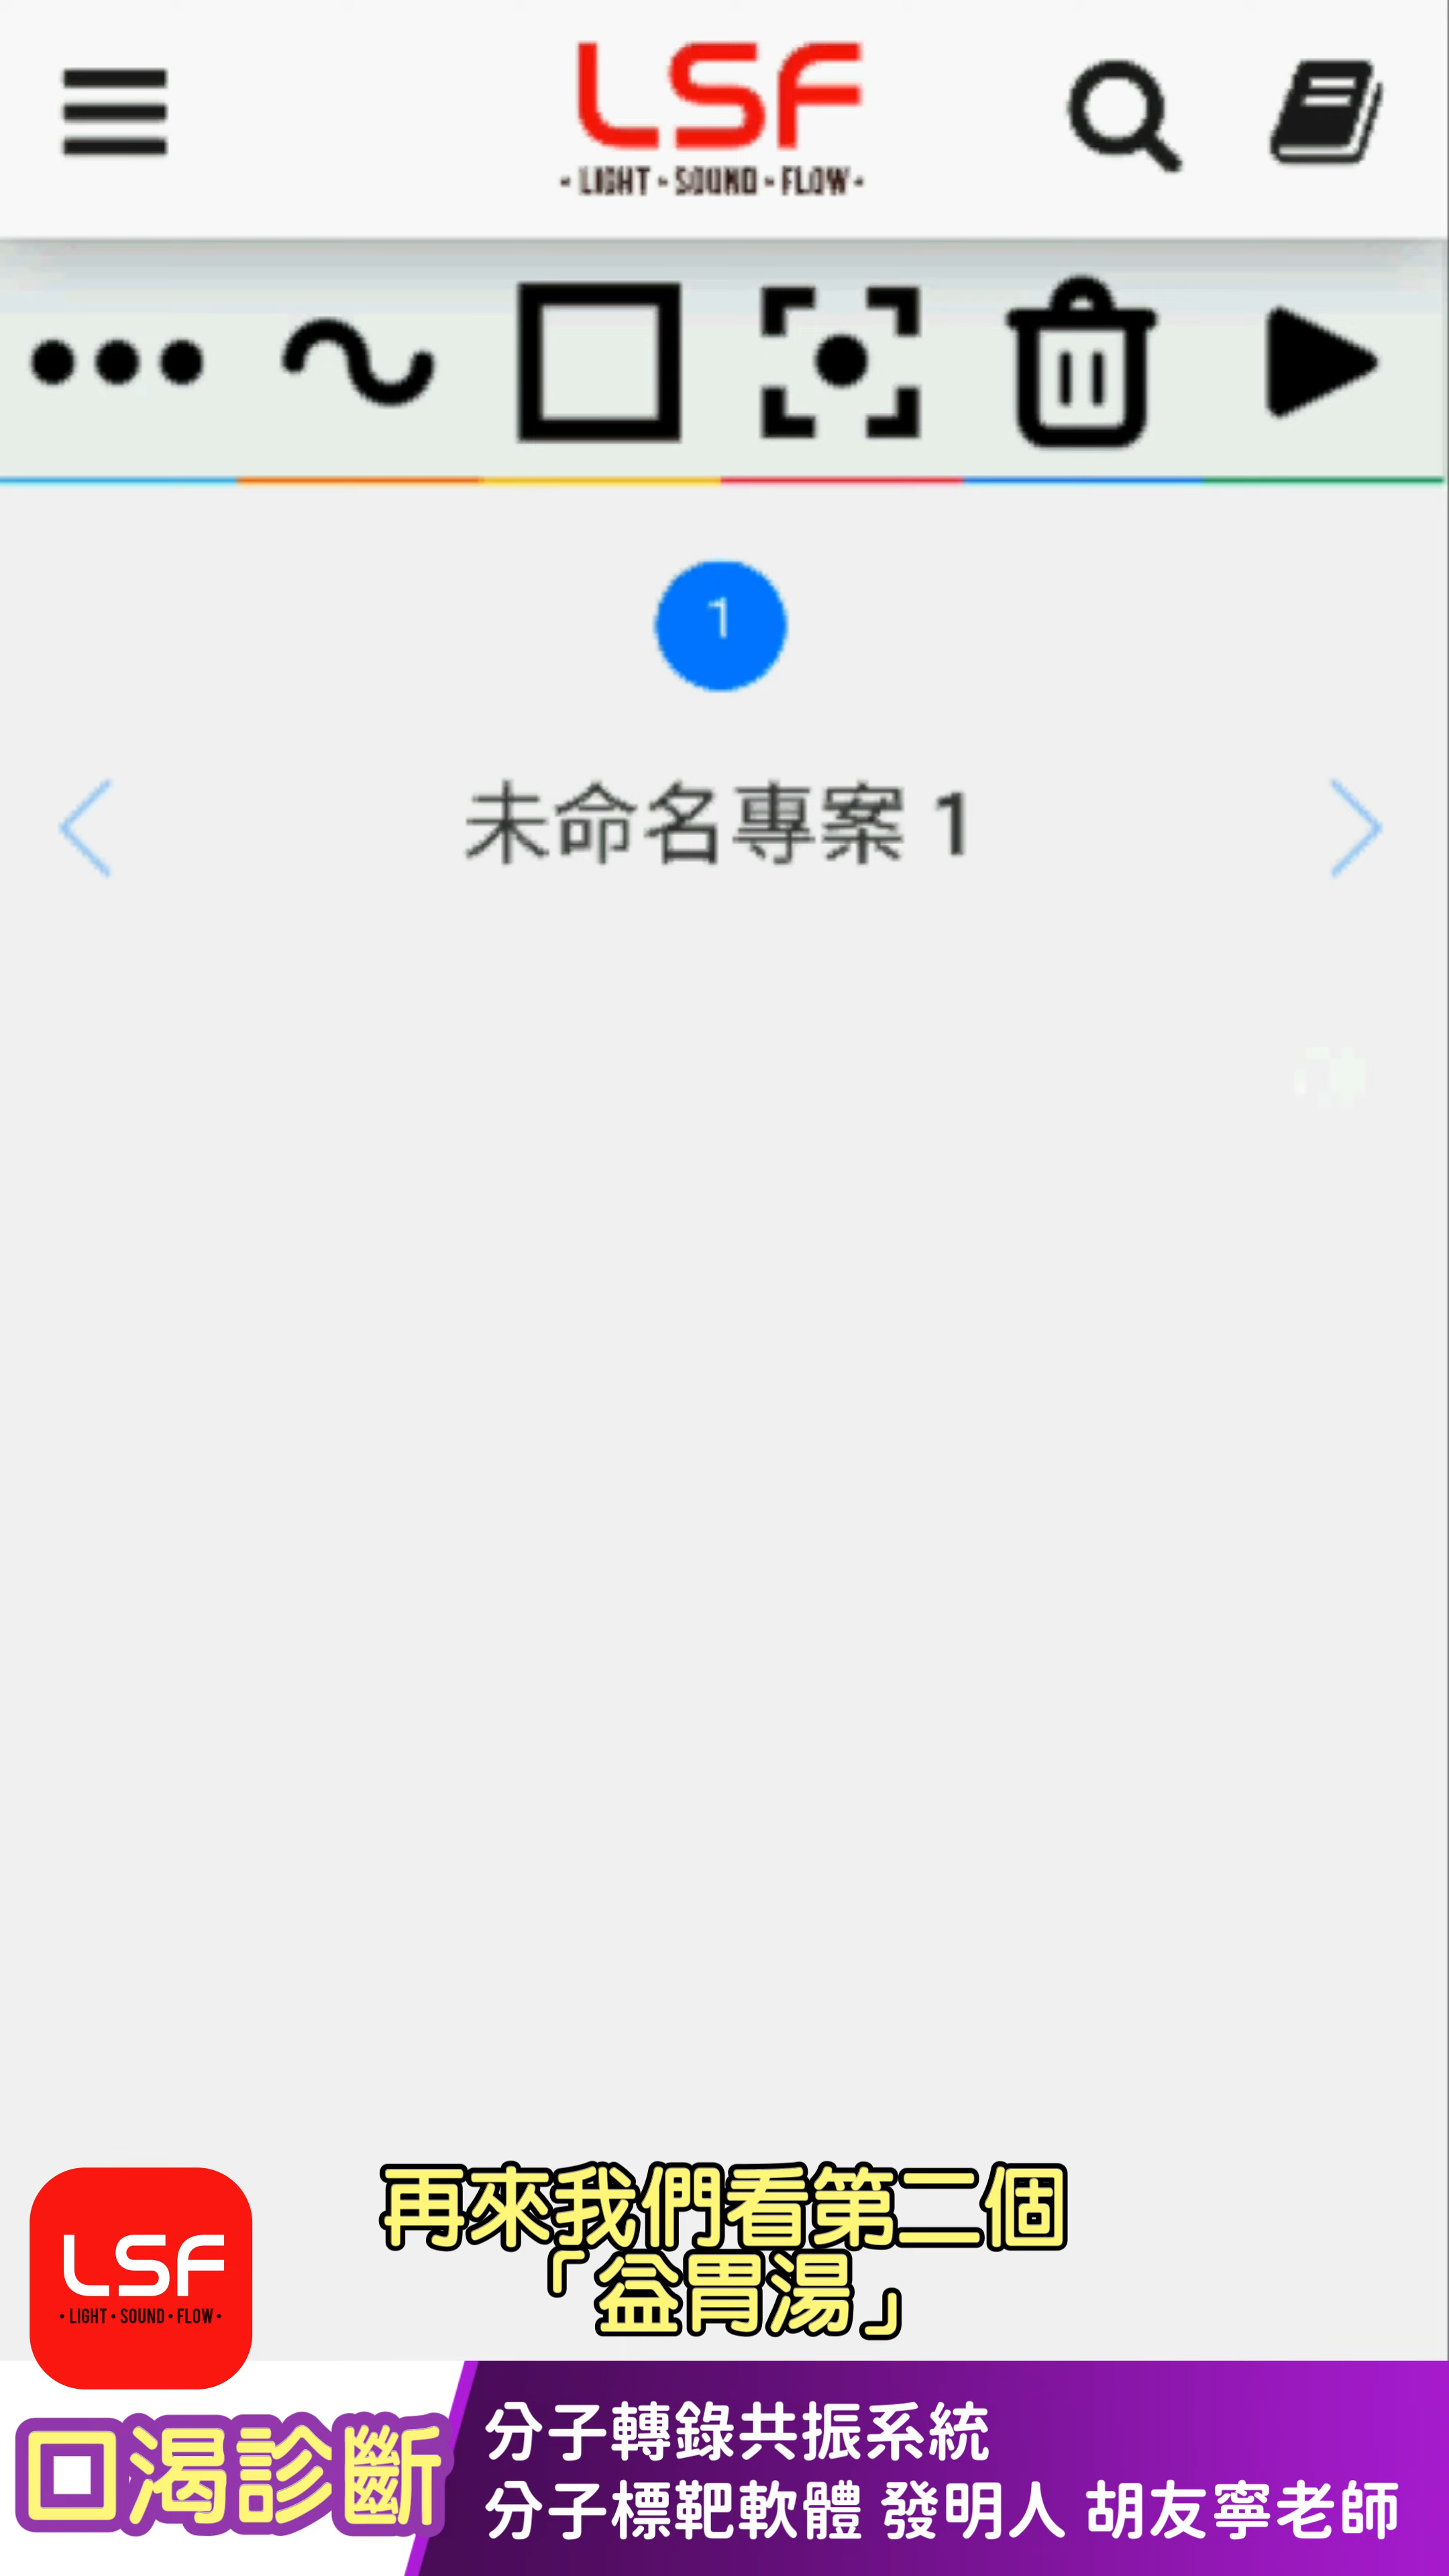 LSF
• LIGHT • SOUND • FLOW •
1
未命名專案 1
再來我們看第二個
「益胃湯」
LSF
• LIGHT • SOUND • FLOW •
口渴診斷
分子轉錄共振系統
分子標靶軟體 發明人 胡友寧老師